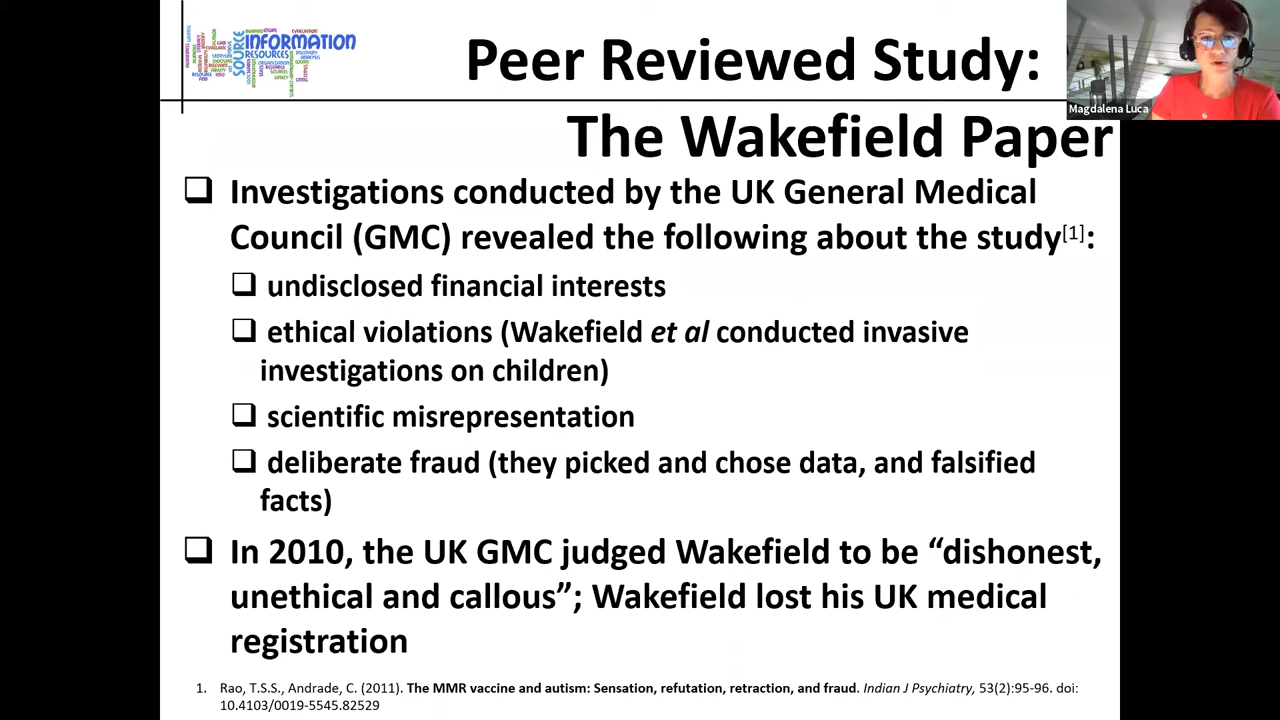 SOURCE
INFORMATION
RESOURCES
Peer Reviewed Study:
Magdalena Luca
The Wakefield Paper
Investigations conducted by the UK General Medical
Council (GMC) revealed the following about the study[1]:
undisclosed financial interests
ethical violations (Wakefield et al conducted invasive
investigations on children)
scientific misrepresentation
deliberate fraud (they picked and chose data, and falsified
facts)
In 2010, the UK GMC judged Wakefield to be “dishonest,
unethical and callous”; Wakefield lost his UK medical
registration
1. Rao, T.S.S., Andrade, C. (2011). The MMR vaccine and autism: Sensation, refutation, retraction, and fraud. Indian J Psychiatry, 53(2):95-96. doi:
10.4103/0019-5545.82529